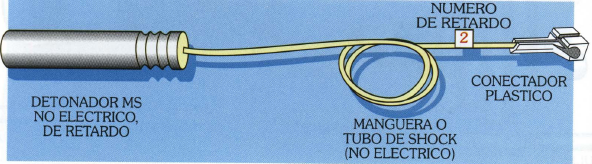 NUMERO
DE RETARDO
2
CONECTADOR
PLASTICO
DETONADOR MS
NO ELECTRICO,
DE RETARDO
MANGUERA O
TUBO DE SHOCK
(NO ELECTRICO)